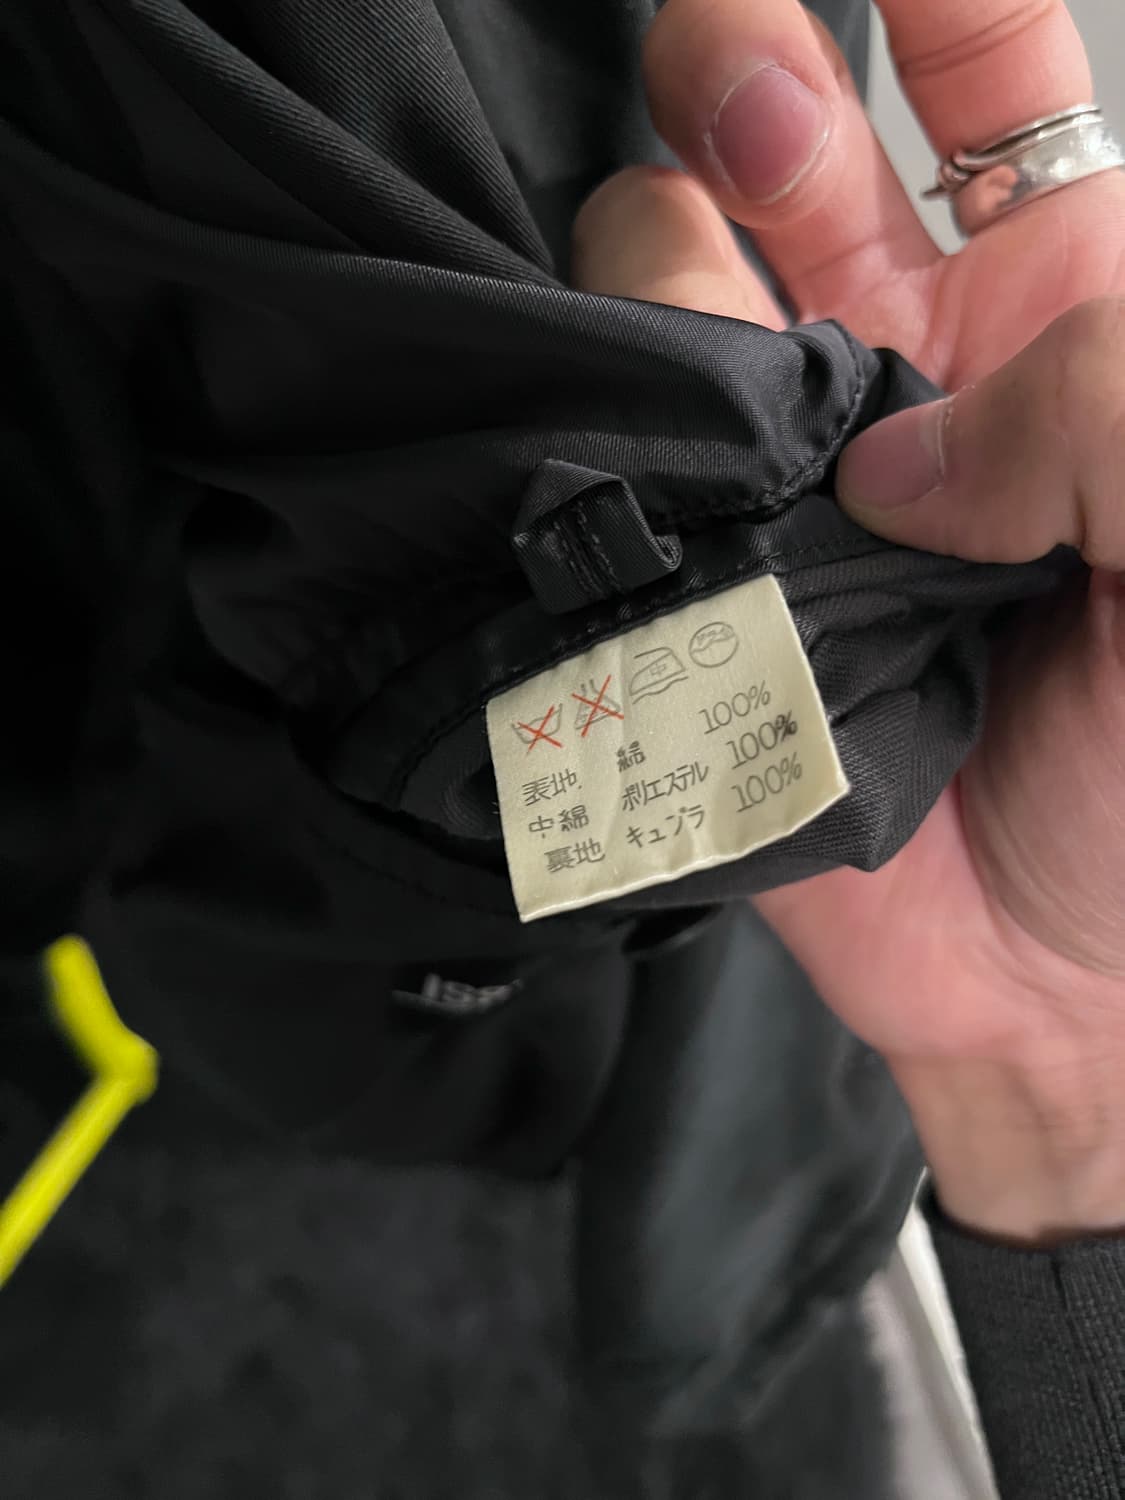 中
表地 綿 100%
中綿 ポリエステル 100%
裏地 キュプラ 100%